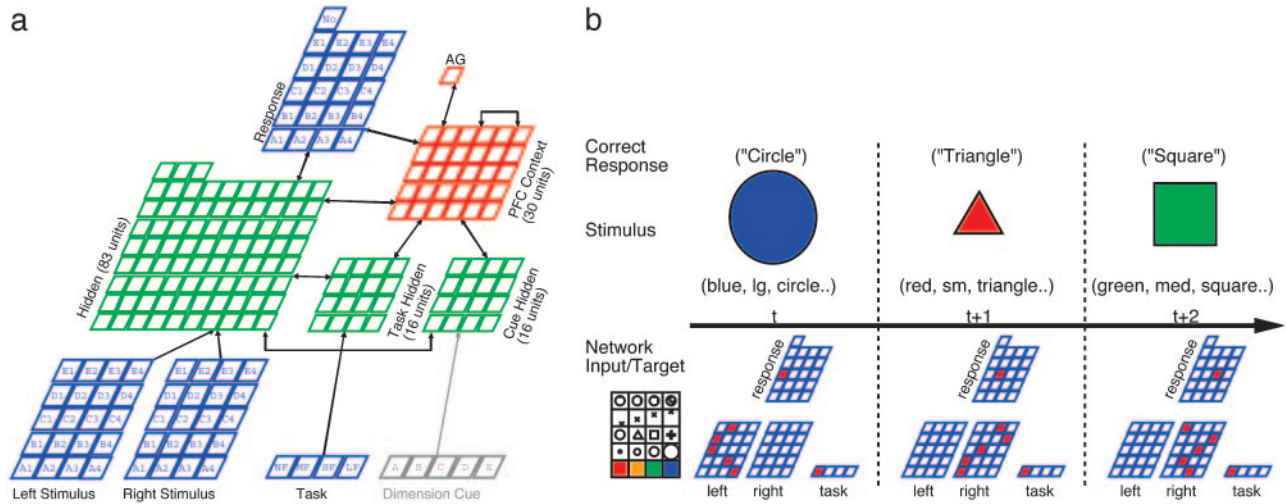 a
No
E1 E2 E3 E4
D1 D2 D3 D4
C1 C2 C3 C4
B1 B2 B3 B4
A1 A2 A3 A4
Response
AG
PFC Context
(30 units)
Hidden (83 units)
Task Hidden
(16 units)
Cue Hidden
(16 units)
E1 E2 E3 E4
D1 D2 D3 D4
C1 C2 C3 C4
B1 B2 B3 B4
A1 A2 A3 A4
Left Stimulus
E1 E2 E3 E4
D1 D2 D3 D4
C1 C2 C3 C4
B1 B2 B3 B4
A1 A2 A3 A4
Right Stimulus
NF MF SF LF
Task
A B C D E
Dimension Cue
b
Correct
Response
("Circle")
("Triangle")
("Square")
Stimulus
(blue, lg, circle..)
(red, sm, triangle..)
(green, med, square..)
t
t+1
t+2
Network
Input/Target
response
response
response
left right task
left right task
left right task